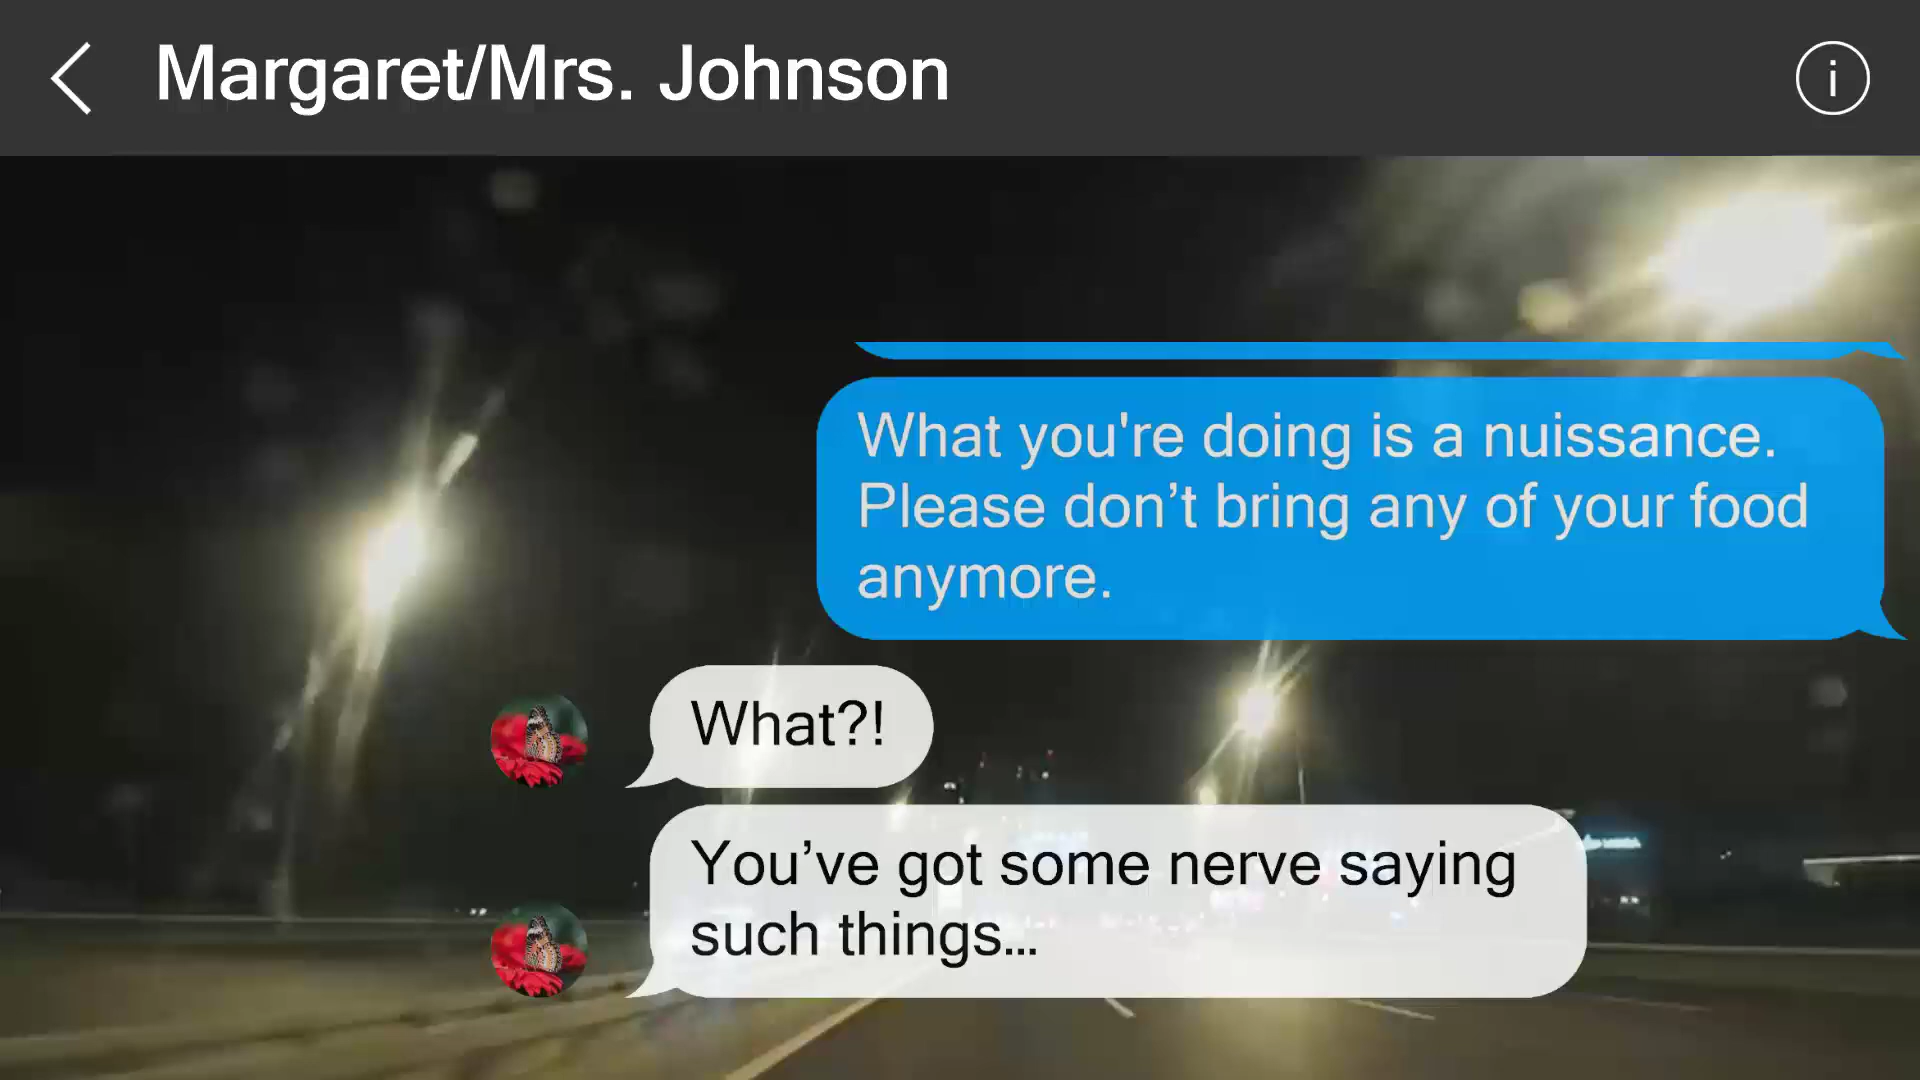 Margaret/Mrs. Johnson
i
What you're doing is a nuissance.
Please don’t bring any of your food
anymore.
What?!
You’ve got some nerve saying
such things...